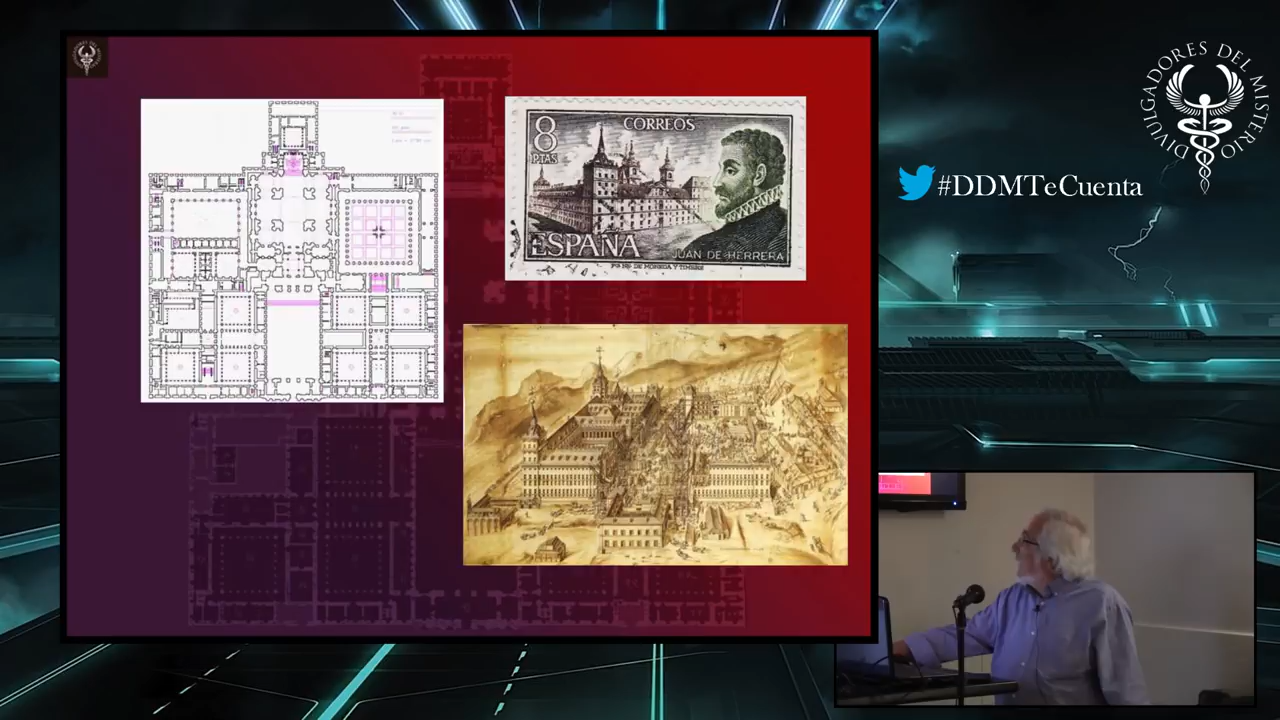 8
PTAS
CORREOS
ESPAÑA
JUAN DE HERRERA
DIVULGADORES DEL MISTERIO
#DDMTeCuenta